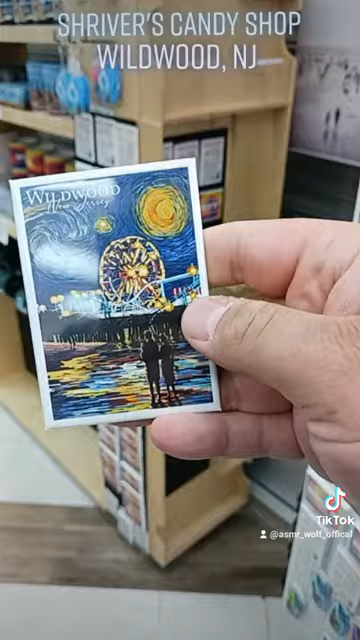 SHRIVER'S CANDY SHOP
WILDWOOD, NJ
WILDWOOD
New Jersey
TikTok
@asmr_wolf_offical